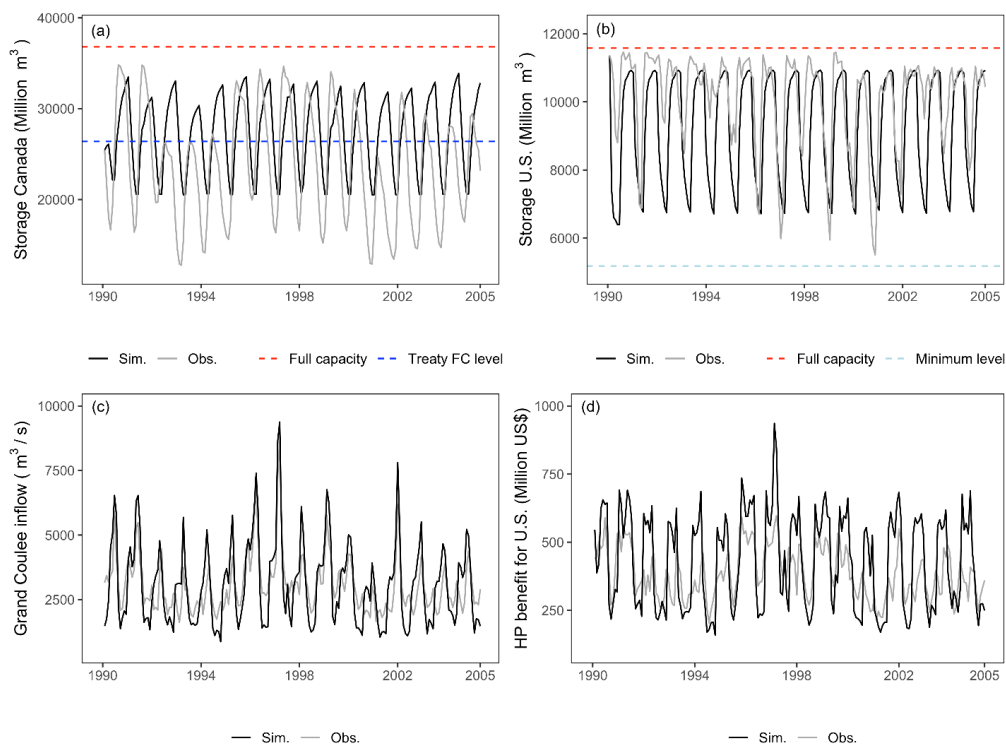 (a)
Storage Canada (Million m³)
40000
30000
20000
1990 1994 1998 2002 2005
Sim. Obs. Full capacity Treaty FC level
(b)
Storage U.S. (Million m³)
12000
10000
8000
6000
1990 1994 1998 2002 2005
Sim. Obs. Full capacity Minimum level
(c)
Grand Coulee inflow ( m³ / s)
10000
7500
5000
2500
1990 1994 1998 2002 2005
Sim. Obs.
(d)
HP benefit for U.S. (Million US$)
1000
750
500
250
1990 1994 1998 2002 2005
Sim. Obs.